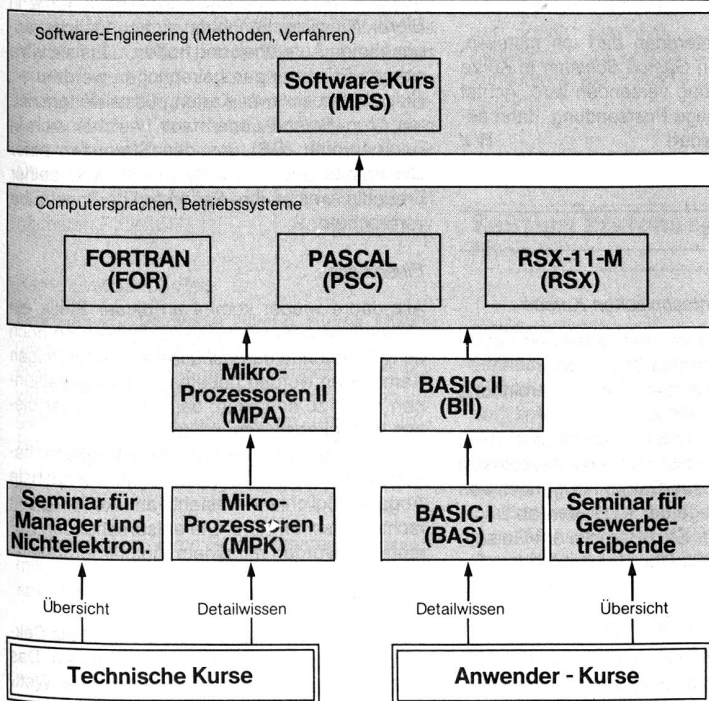 Software-Engineering (Methoden, Verfahren)
Software-Kurs
(MPS)
Computersprachen, Betriebssysteme
FORTRAN
(FOR)
PASCAL
(PSC)
RSX-11-M
(RSX)
Mikro-
Prozessoren II
(MPA)
BASIC II
(BII)
Seminar für
Manager und
Nichtelektron.
Mikro-
Prozessoren I
(MPK)
BASIC I
(BAS)
Seminar für
Gewerbe-
treibende
Übersicht
Detailwissen
Detailwissen
Übersicht
Technische Kurse
Anwender - Kurse